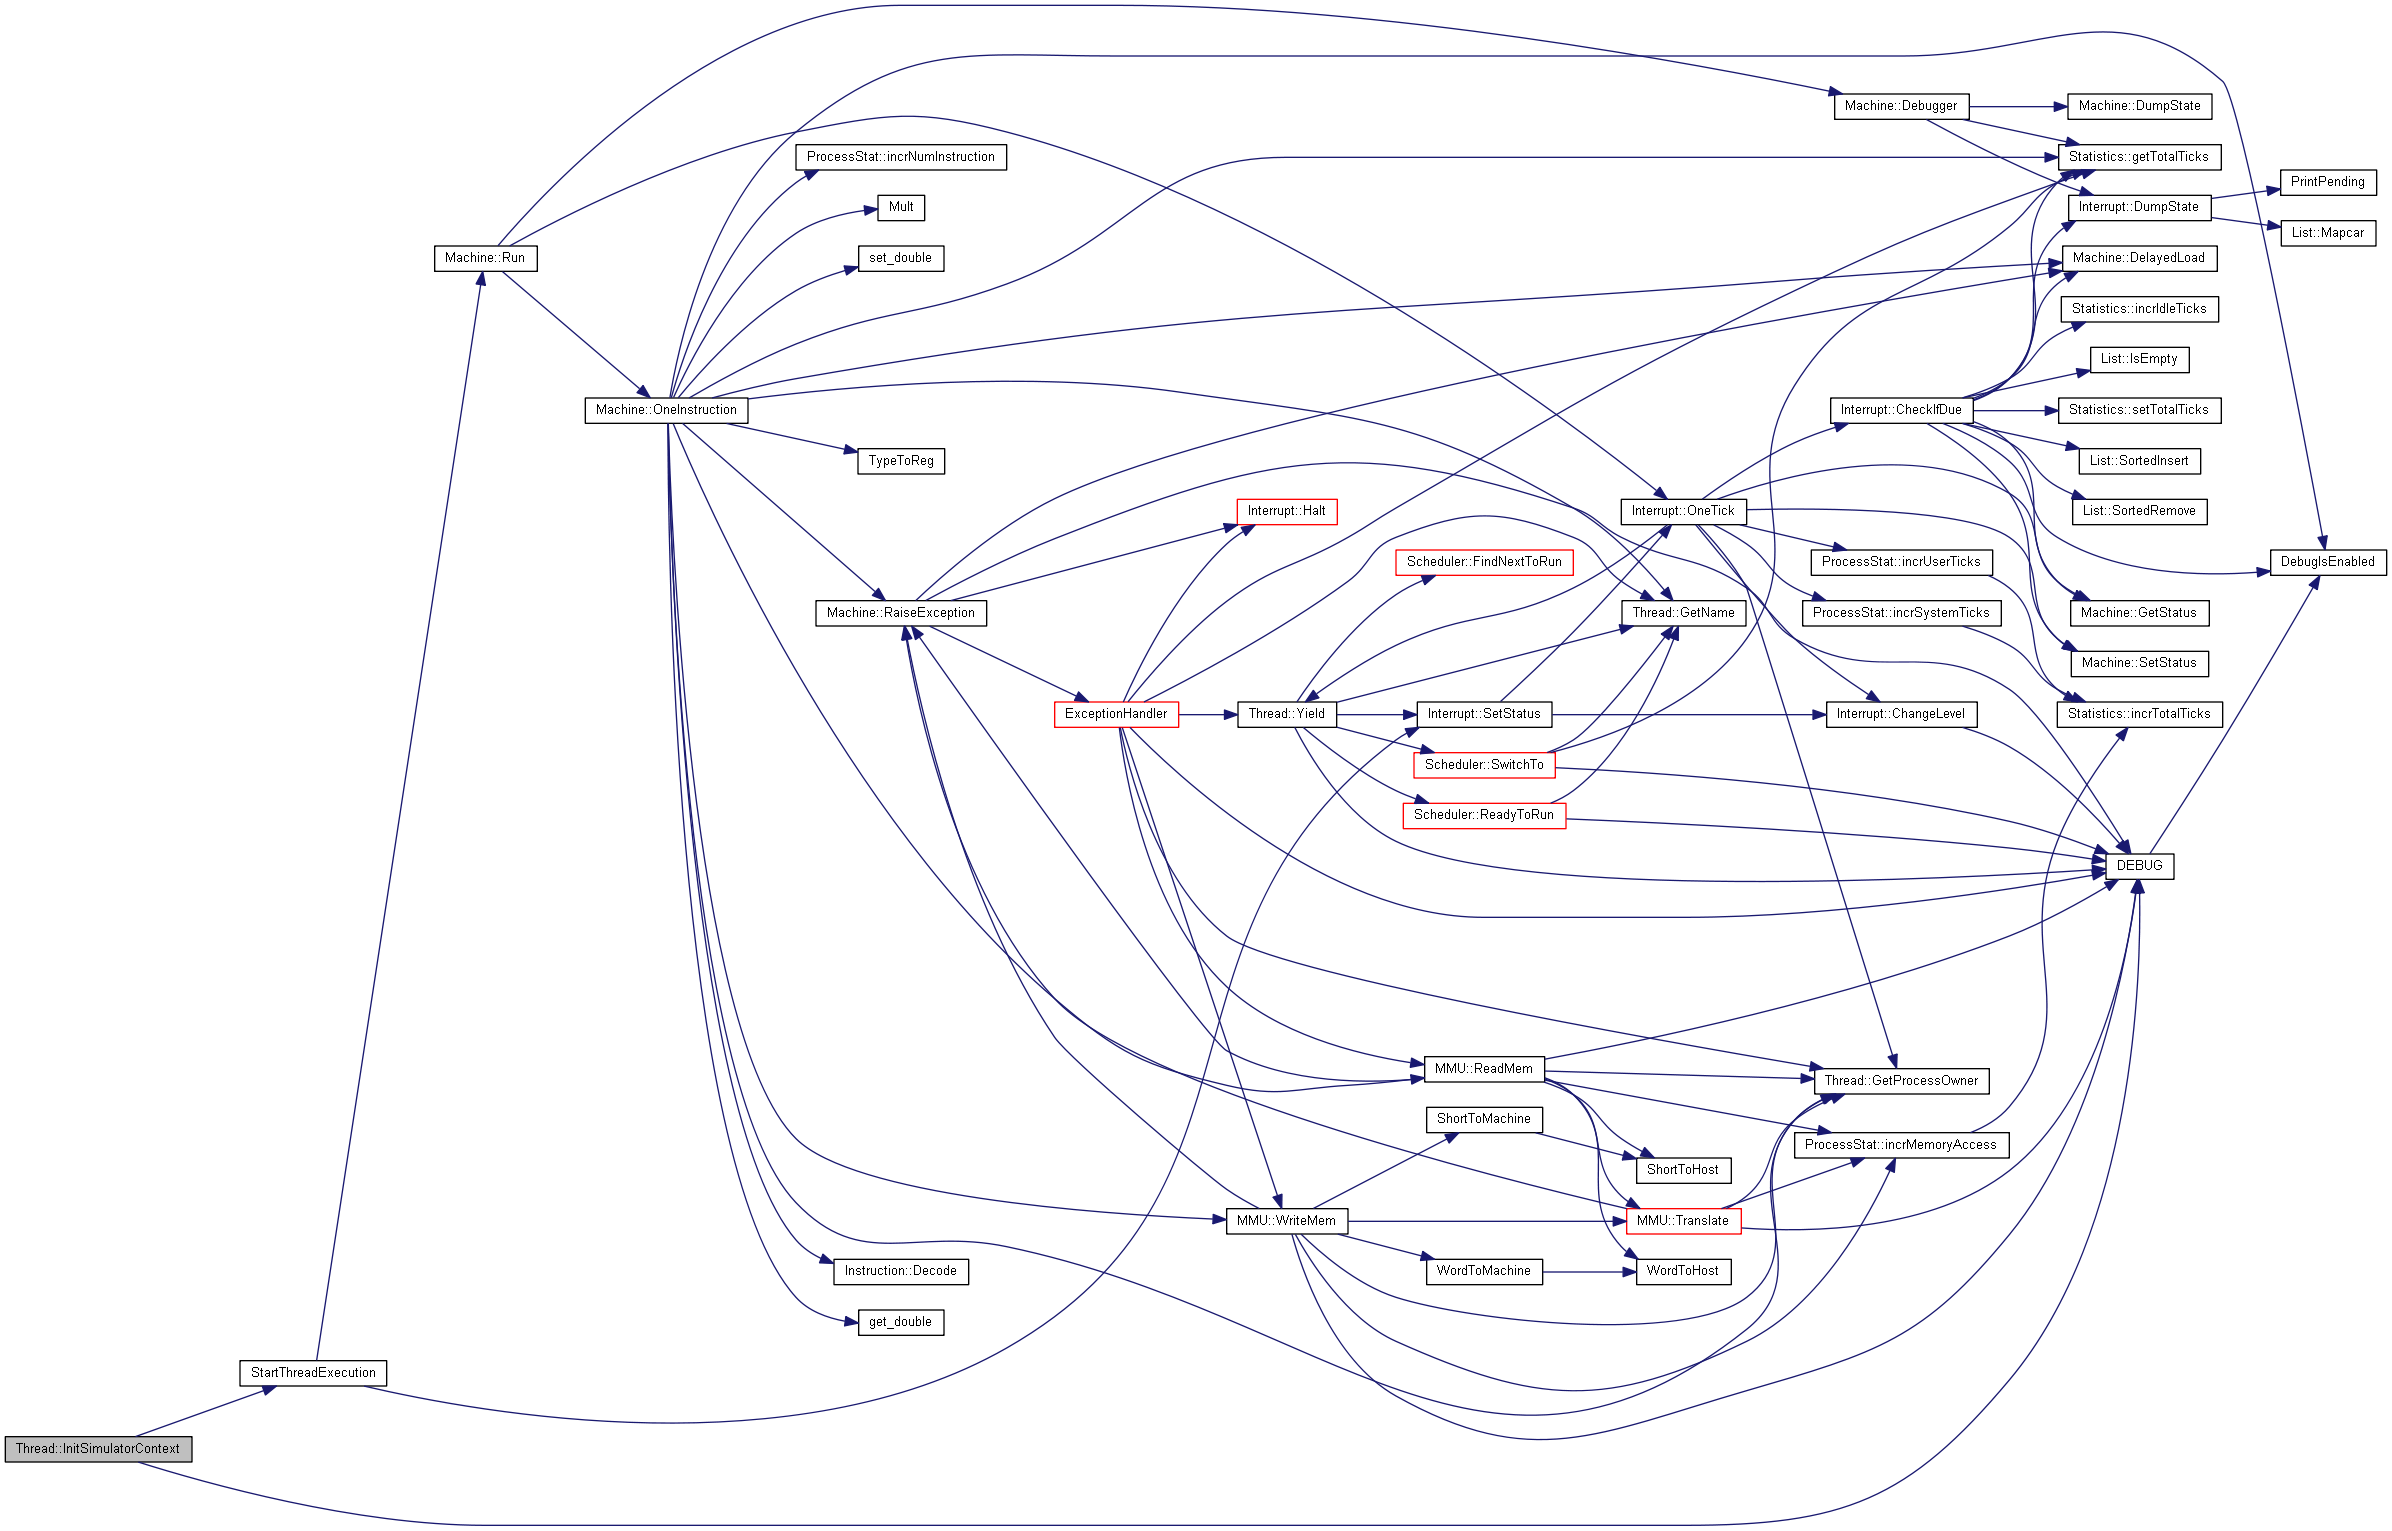 Machine::Debugger
Machine::DumpState
ProcessStat::incrNumInstruction
Statistics::getTotalTicks
PrintPending
Mult
Interrupt::DumpState
List::Mapcar
Machine::Run
set_double
Machine::DelayedLoad
Statistics::incrIdleTicks
List::IsEmpty
Machine::OneInstruction
Interrupt::CheckIfDue
Statistics::setTotalTicks
TypeToReg
List::SortedInsert
Interrupt::Halt
Interrupt::OneTick
List::SortedRemove
Scheduler::FindNextToRun
ProcessStat::incrUserTicks
DebugIsEnabled
Machine::RaiseException
Thread::GetName
ProcessStat::incrSystemTicks
Machine::GetStatus
Machine::SetStatus
ExceptionHandler
Thread::Yield
Interrupt::SetStatus
Interrupt::ChangeLevel
Statistics::incrTotalTicks
Scheduler::SwitchTo
Scheduler::ReadyToRun
DEBUG
MMU::ReadMem
Thread::GetProcessOwner
ShortToMachine
ProcessStat::incrMemoryAccess
ShortToHost
MMU::WriteMem
MMU::Translate
Instruction::Decode
WordToMachine
WordToHost
get_double
StartThreadExecution
Thread::InitSimulatorContext